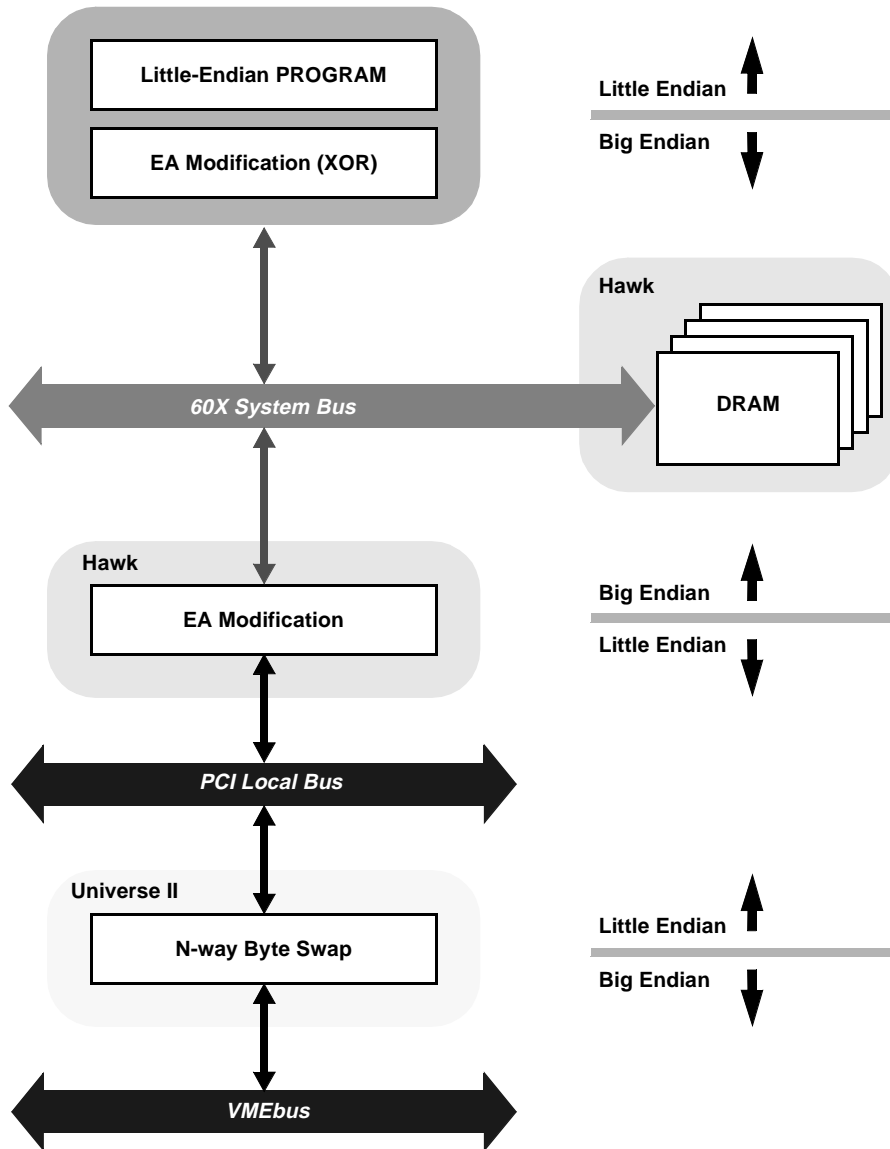 Little-Endian PROGRAM
Little Endian
EA Modification (XOR)
Big Endian
Hawk
60X System Bus
DRAM
Hawk
EA Modification
Big Endian
Little Endian
PCI Local Bus
Universe II
N-way Byte Swap
Little Endian
Big Endian
VMEbus